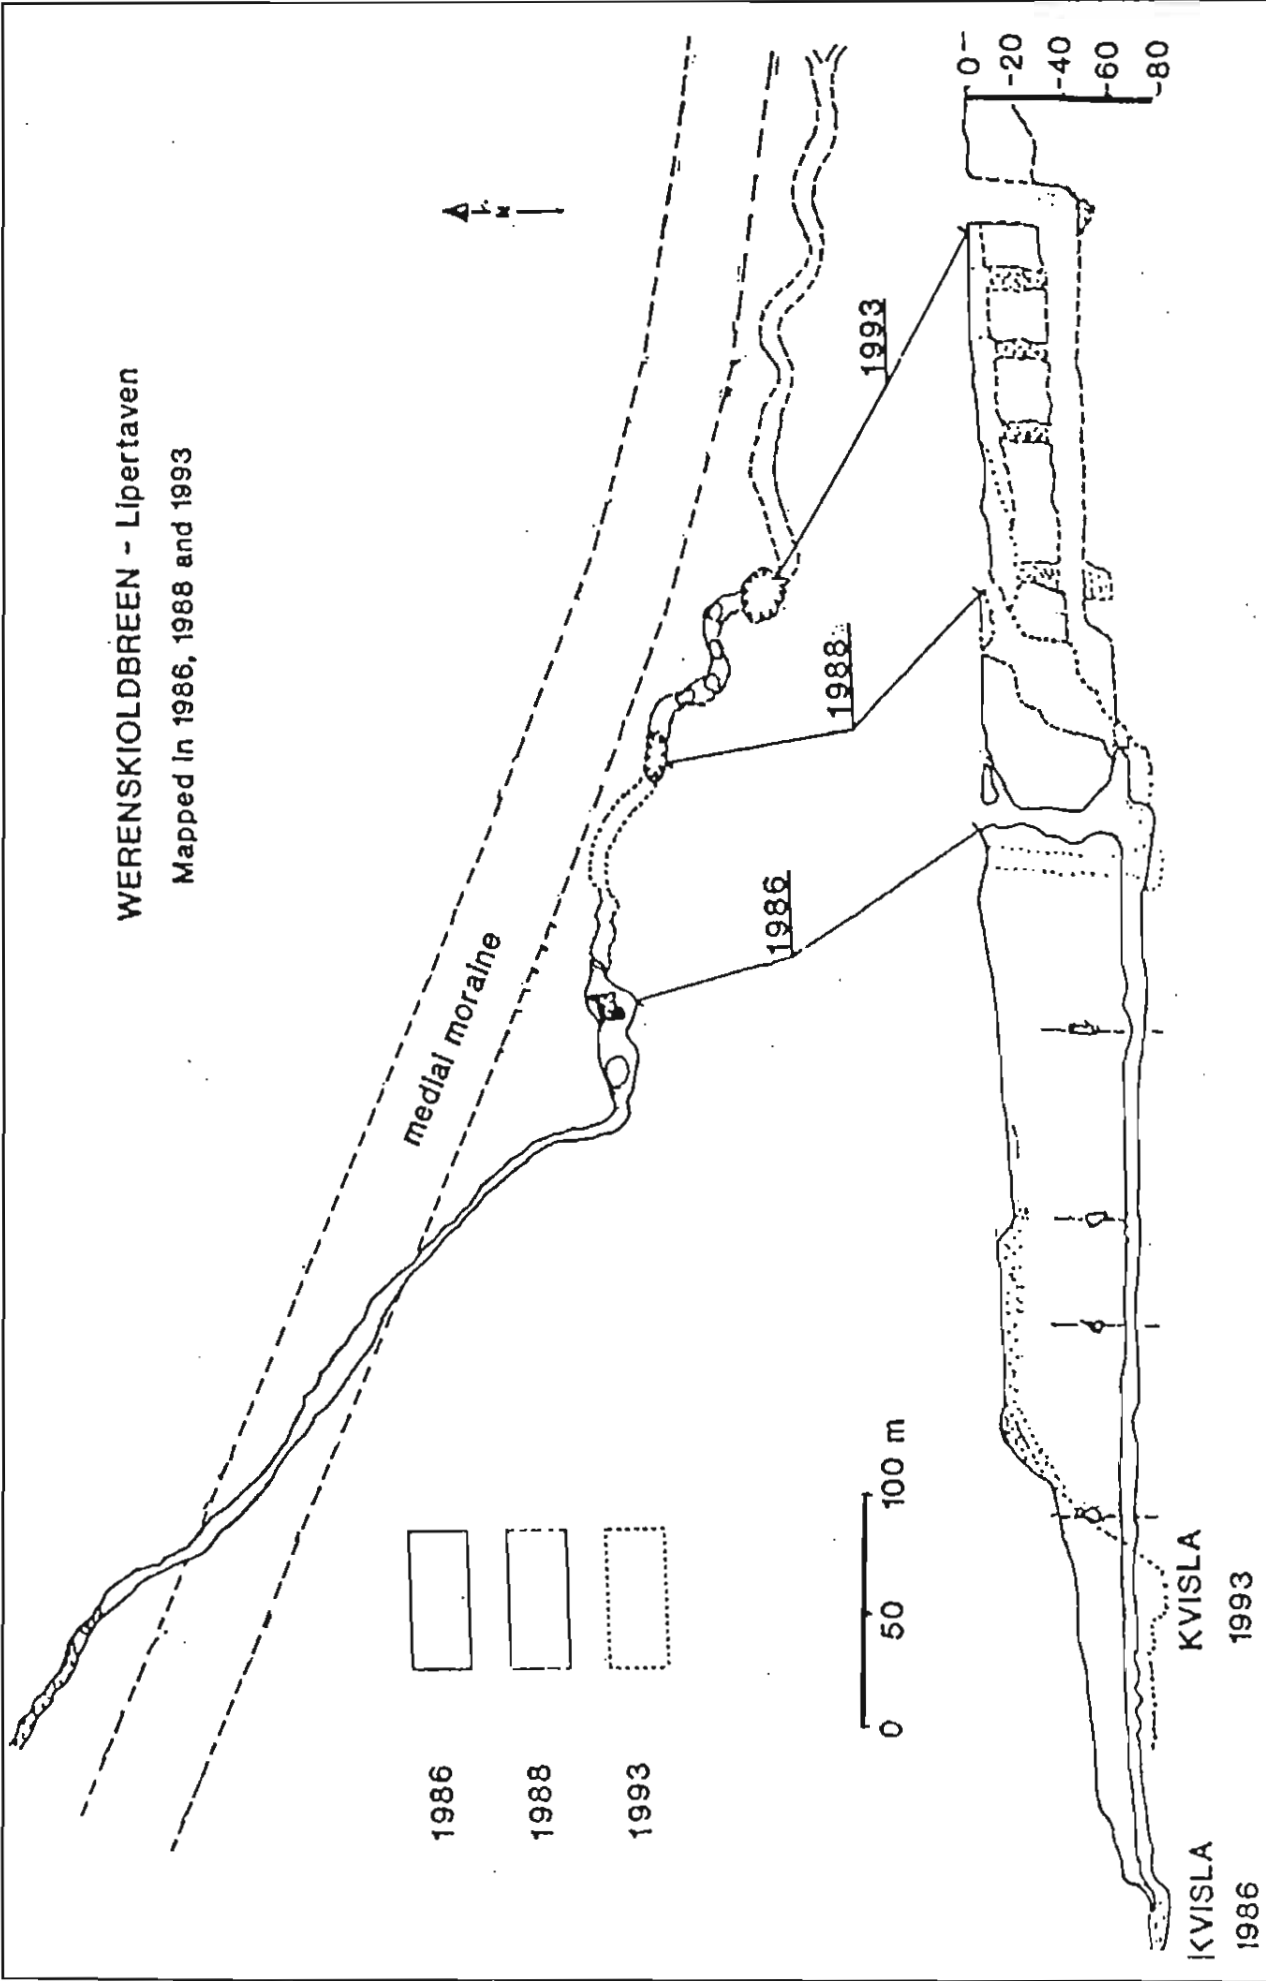 WERENSKIOLDBREEN - Lipertaven
Mapped in 1986, 1988 and 1993
medial moraine
N
1986
1988
1993
1986
1988
1993
0 50 100 m
0
-20
-40
-60
-80
KVISLA
1986
KVISLA
1993